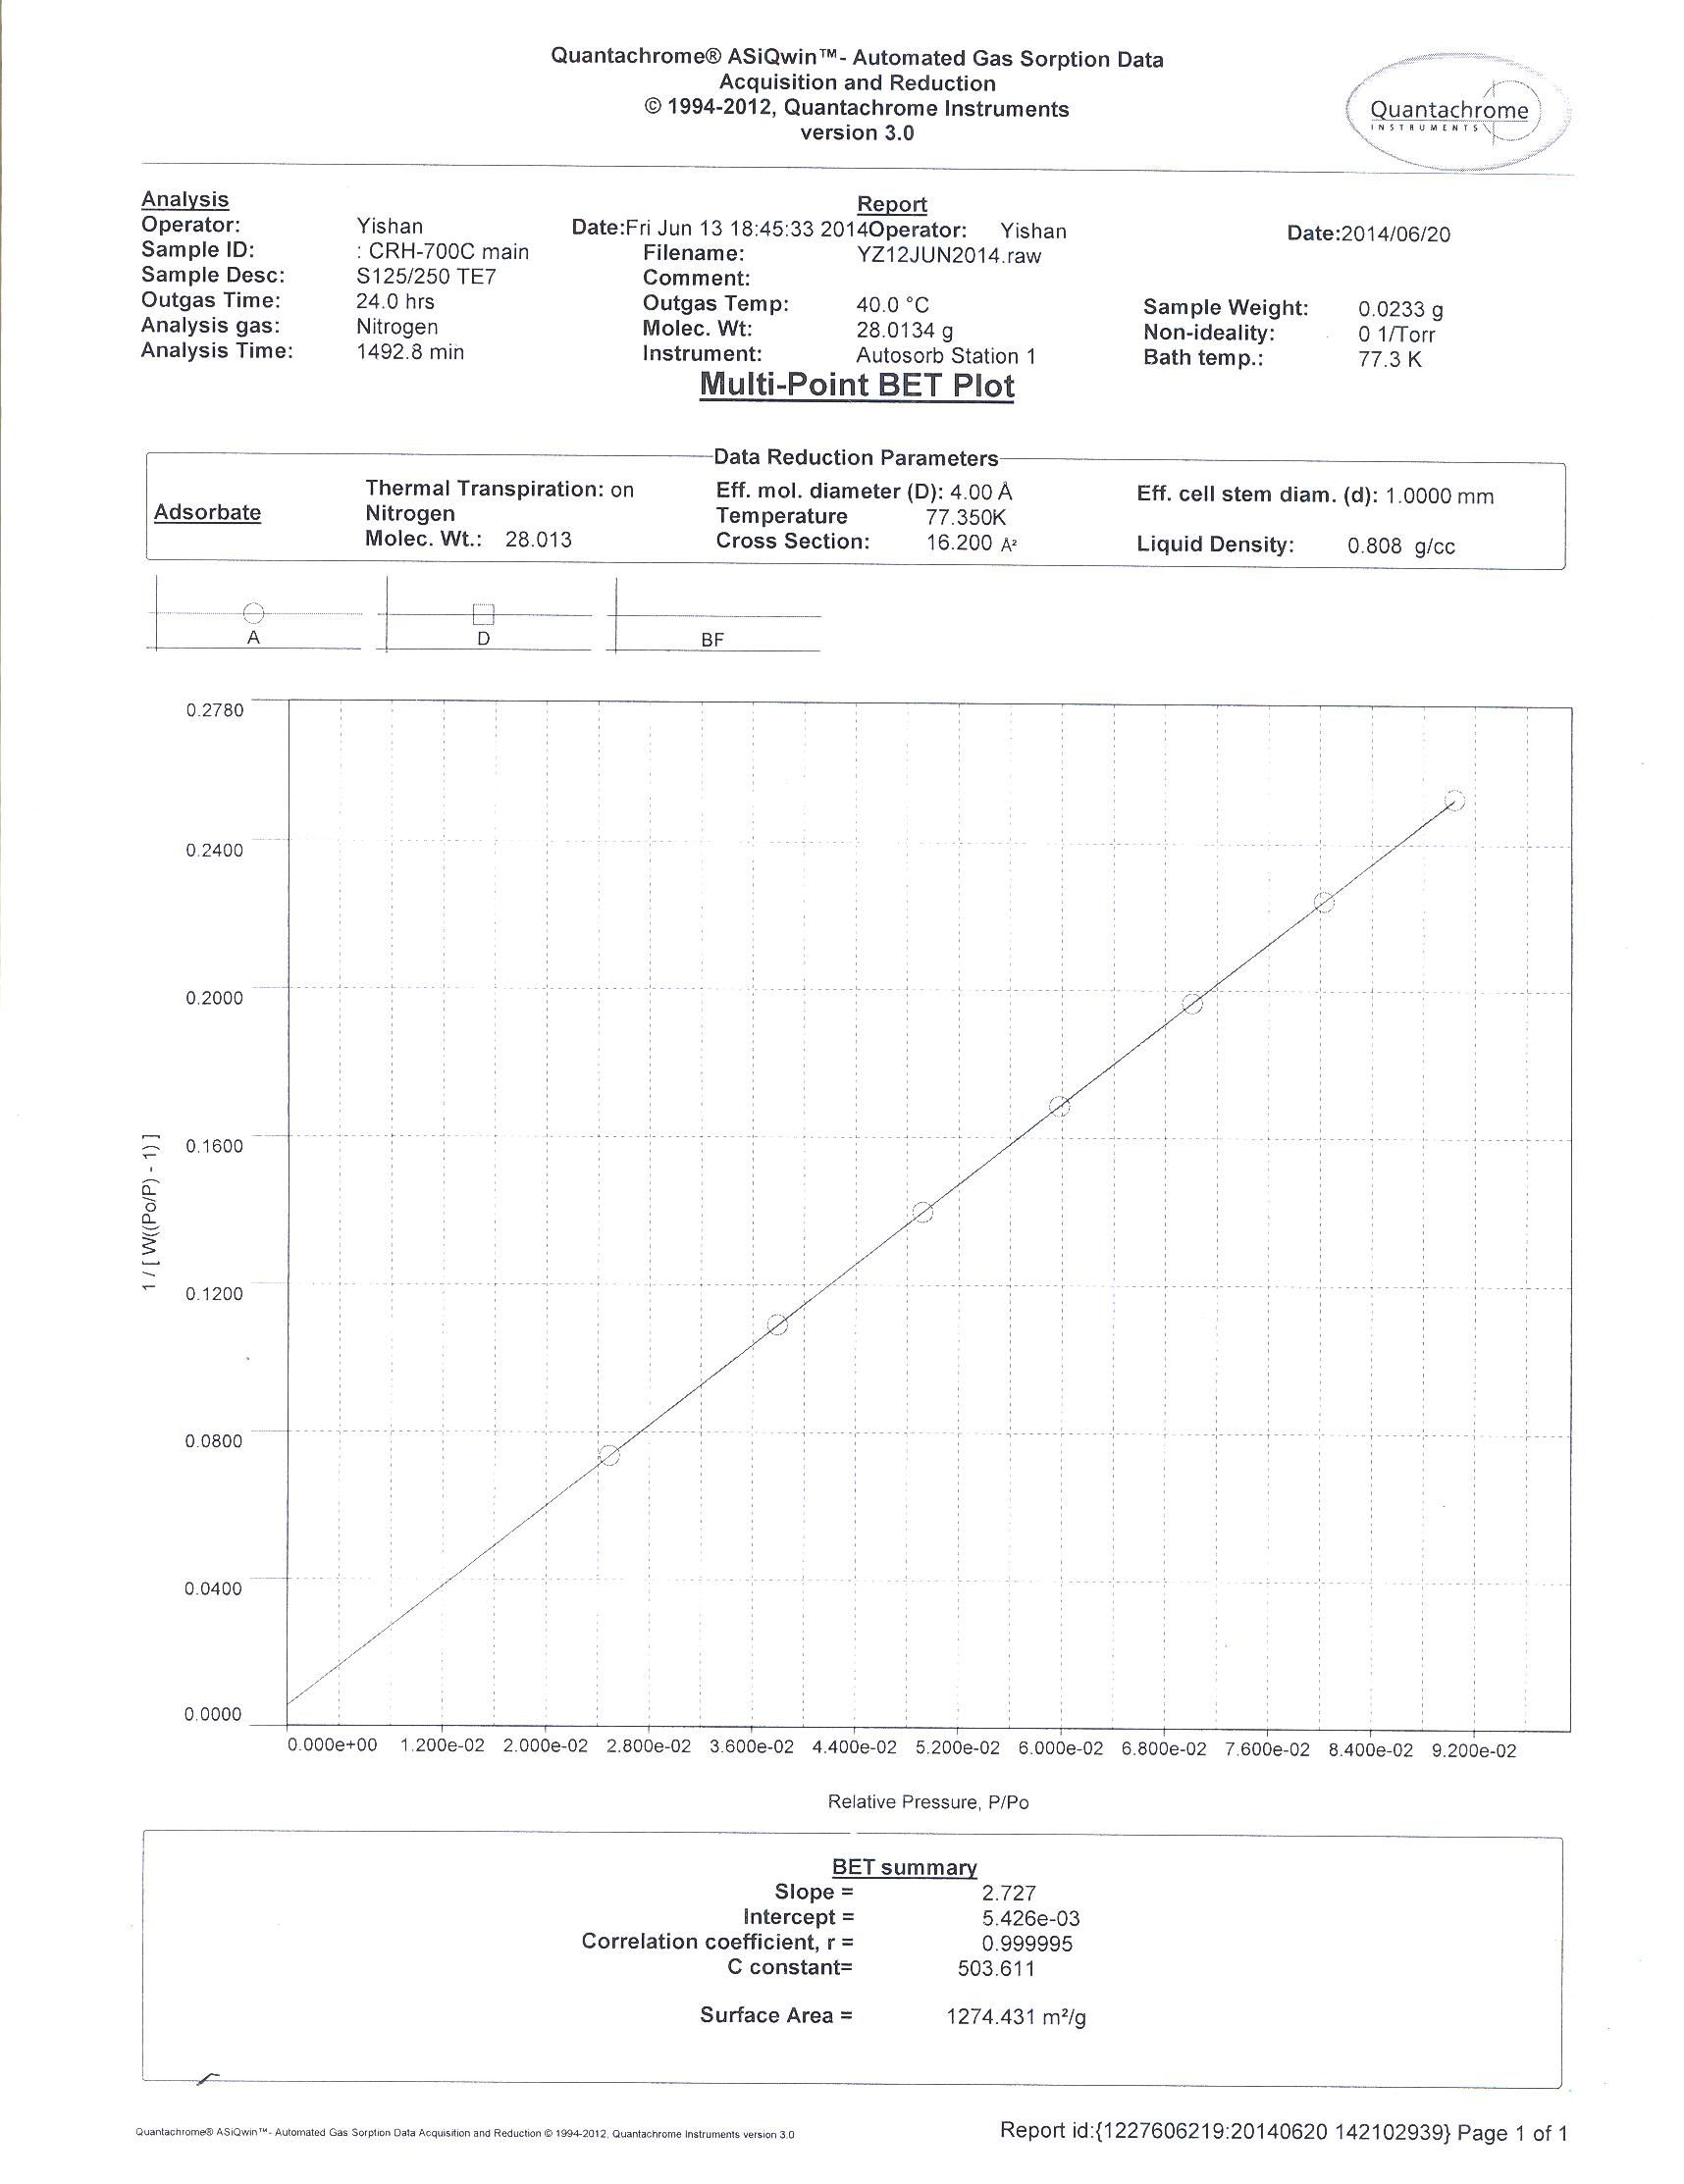 Quantachrome® ASiQwin™- Automated Gas Sorption Data
Acquisition and Reduction
© 1994-2012, Quantachrome Instruments
version 3.0
Quantachrome
INSTRUMENTS
Analysis Report
Operator: Yishan Date:Fri Jun 13 18:45:33 2014Operator: Yishan Date:2014/06/20
Sample ID: : CRH-700C main Filename: YZ12JUN2014.raw
Sample Desc: S125/250 TE7 Comment:
Outgas Time: 24.0 hrs Outgas Temp: 40.0 °C Sample Weight: 0.0233 g
Analysis gas: Nitrogen Molec. Wt: 28.0134 g Non-ideality: 0 1/Torr
Analysis Time: 1492.8 min Instrument: Autosorb Station 1 Bath temp.: 77.3 K
Multi-Point BET Plot
Data Reduction Parameters
Thermal Transpiration: on Eff. mol. diameter (D): 4.00 Å Eff. cell stem diam. (d): 1.0000 mm
Adsorbate Nitrogen Temperature 77.350K
Molec. Wt.: 28.013 Cross Section: 16.200 Å² Liquid Density: 0.808 g/cc
A D BF
0.2780
0.2400
0.2000
0.1600
0.1200
0.0800
0.0400
0.0000
1 / [ W((Po/P) - 1)]
0.000e+00 1.200e-02 2.000e-02 2.800e-02 3.600e-02 4.400e-02 5.200e-02 6.000e-02 6.800e-02 7.600e-02 8.400e-02 9.200e-02
Relative Pressure, P/Po
BET summary
Slope = 2.727
Intercept = 5.426e-03
Correlation coefficient, r = 0.999995
C constant= 503.611
Surface Area = 1274.431 m²/g
Quantachrome® ASiQwin™- Automated Gas Sorption Data Acquisition and Reduction © 1994-2012, Quantachrome Instruments version 3.0
Report id:{1227606219:20140620 142102939} Page 1 of 1